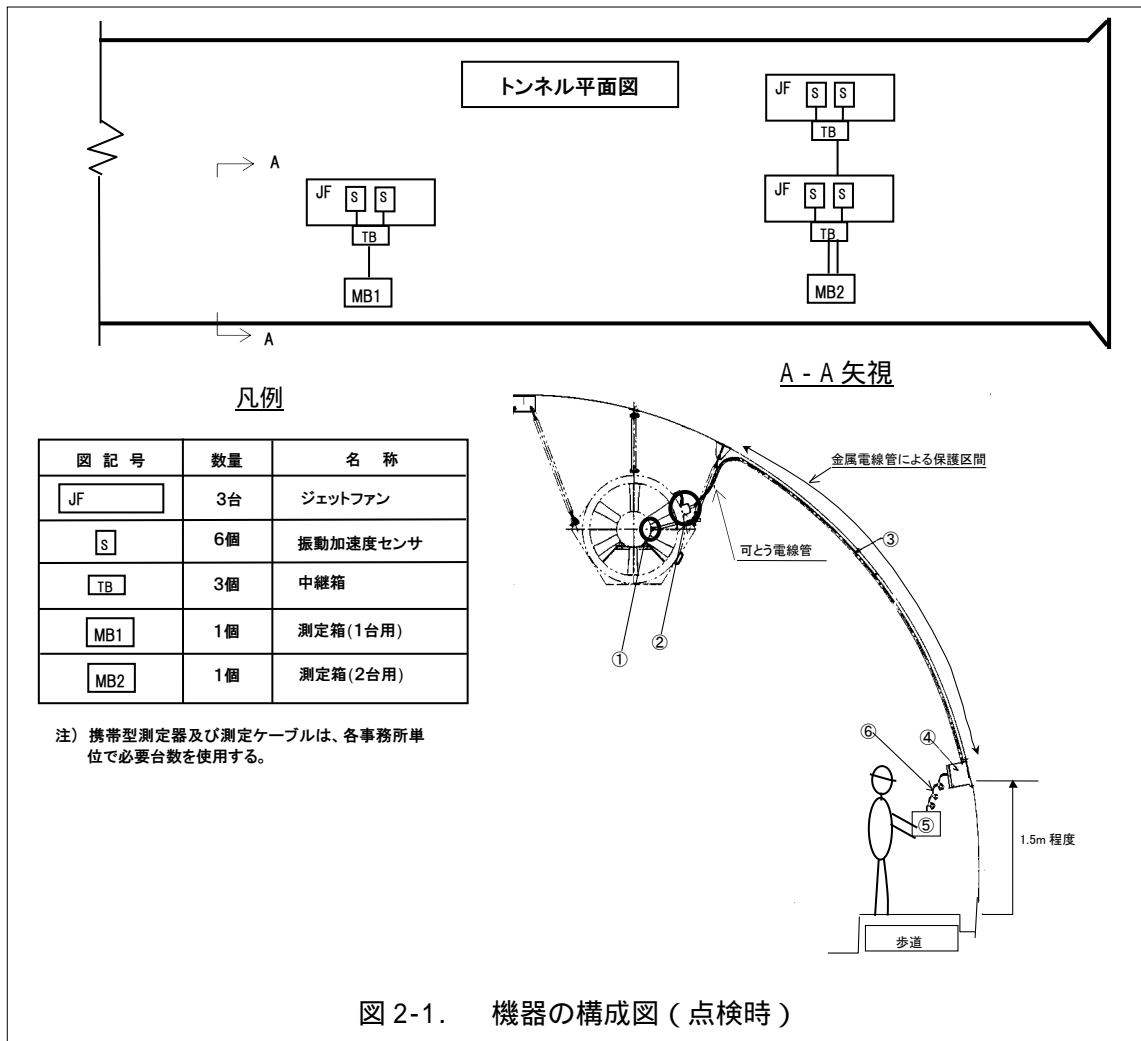 トンネル平面図
JF
S S
TB
A
JF
S S
TB
MB1
JF
S S
TB
MB2
A
A - A 矢視
凡例
図 記 号 数量 名 称
JF 3台 ジェットファン
S 6個 振動加速度センサ
TB 3個 中継箱
MB1 1個 測定箱(1台用)
MB2 1個 測定箱(2台用)
注) 携帯型測定器及び測定ケーブルは、各事務所単
位で必要台数を使用する。
金属電線管による保護区間
③
可とう電線管
②
①
⑥
④
⑤
1.5m 程度
歩道
図 2-1. 機器の構成図 ( 点検時 )